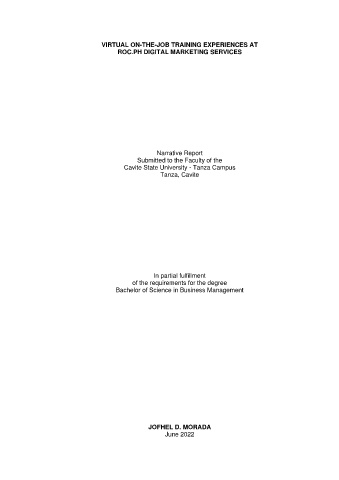 VIRTUAL ON-THE-JOB TRAINING EXPERIENCES AT
ROC.PH DIGITAL MARKETING SERVICES
Narrative Report
Submitted to the Faculty of the
Cavite State University - Tanza Campus
Tanza, Cavite
In partial fulfillment
of the requirements for the degree
Bachelor of Science in Business Management
JOFHEL D. MORADA
June 2022